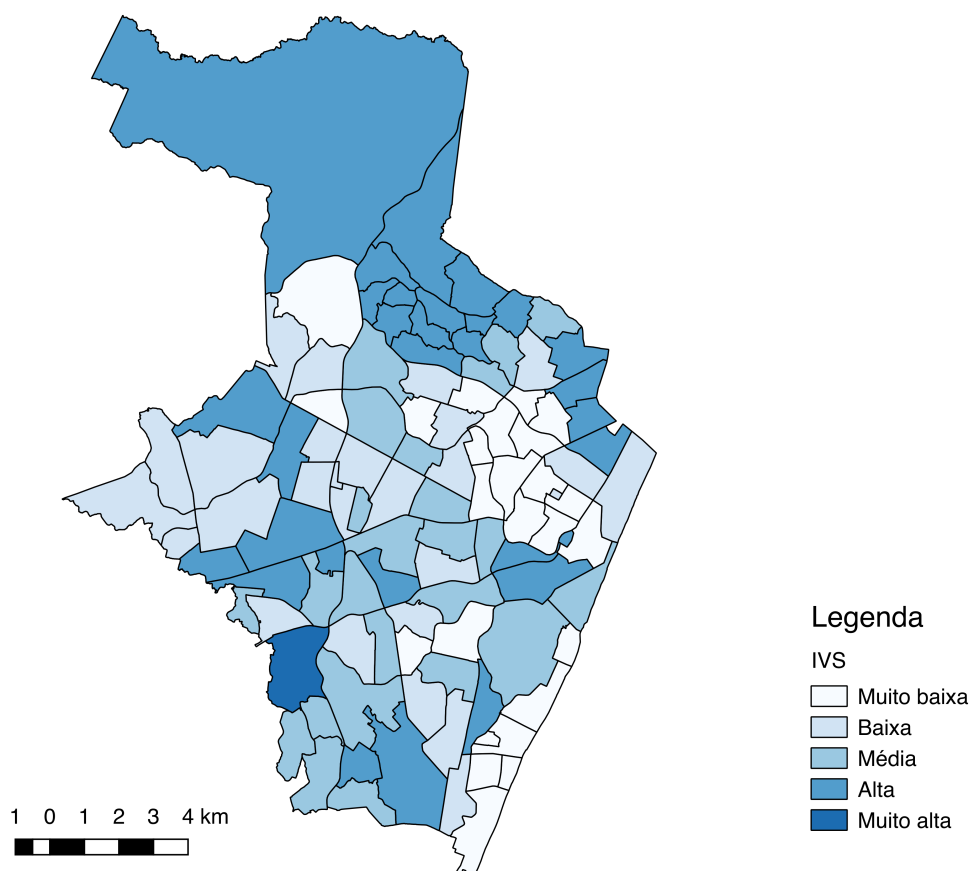 Legenda
IVS
Muito baixa
Baixa
Média
Alta
Muito alta
1 0 1 2 3 4 km